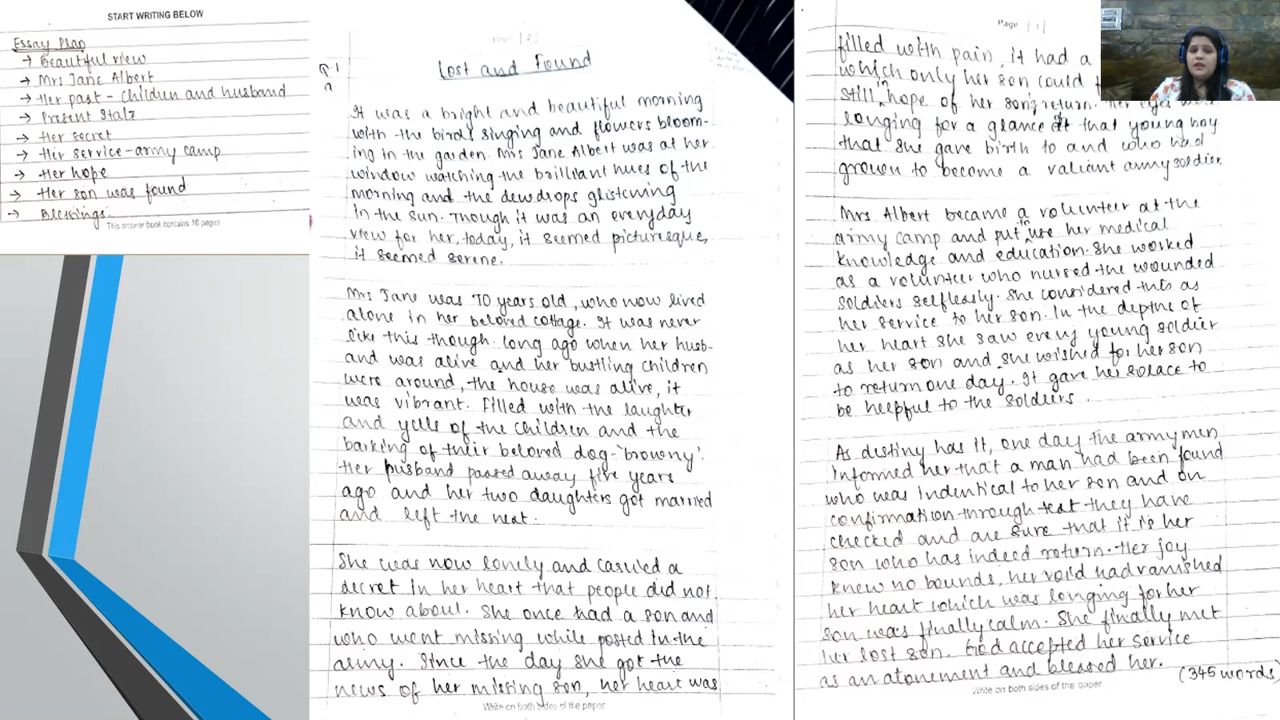 START WRITING BELOW
Essay Plan
→ Beautiful view
→ Mrs Jane Albert
→ Her past - children and husband
→ Present state
→ Her secret
→ Her service - army camp
→ Her hope
→ Her son was found
→ Blessings.
This answer book contains 16 pages
Page | 2 |
Lost and Found
Q.1
a
It was a bright and beautiful morning
with the birds singing and flowers bloom-
ing in the garden. Mrs Jane Albert was at her
window watching the brilliant hues of the
morning and the dewdrops glistening
in the sun. Though it was an everyday
view for her, today, it seemed picturesque,
it seemed serene.
Mrs Jane was 70 years old, who now lived
alone in her beloved cottage. It was never
like this though. Long ago when her husb-
and was alive and her bustling children
were around, the house was alive, it
was vibrant. Filled with the laughter
and yells of the children and the
barking of their beloved dog-'browny'.
Her husband passed away five years
ago and her two daughters got married
and left the nest.
She was now lonely and carried a
secret in her heart that people did not
know about. She once had a son and
who went missing while posted in the
army. Since the day she got the
news of her missing son, her heart was
Write on both sides of the paper
Page
filled with pain, it had a
which only her son could
still hope of her son's return. Her eyes
longing for a glance at that young boy
that she gave birth to and who had
grown to become a valiant army soldier.
Mrs Albert became a volunteer at the
army camp and put to use her medical
knowledge and education. She worked
as a volunteer who nursed the wounded
soldiers selflessly. She considered this as
her service to her son. In the depths of
her heart she saw every young soldier
as her son and she wished for her son
to return one day. It gave her solace to
be helpful to the soldiers.
As destiny has it, one day the army men
informed her that a man had been found
who was indentical to her son and on
confirmation through test they have
checked and are sure that it is her
son who has indeed return. Her joy
knew no bounds, her void had vanished
her heart which was longing for her
son was finally calm. She finally met
her lost son. God accepted her service
as an atonement and blessed her.
(345 words)
Write on both sides of the paper